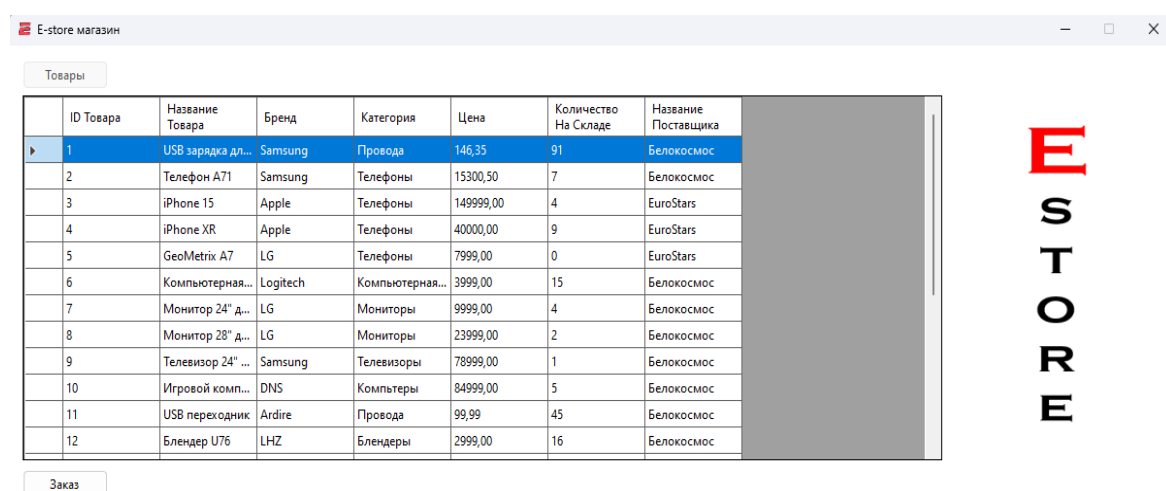 E-store магазин
Товары
ID Товара Название Товара Бренд Категория Цена Количество На Складе Название Поставщика
1 USB зарядка дл... Samsung Провода 146,35 91 Белокосмос
2 Телефон A71 Samsung Телефоны 15300,50 7 Белокосмос
3 iPhone 15 Apple Телефоны 149999,00 4 EuroStars
4 iPhone XR Apple Телефоны 40000,00 9 EuroStars
5 GeoMetrix A7 LG Телефоны 7999,00 0 EuroStars
6 Компьютерная... Logitech Компьютерная... 3999,00 15 Белокосмос
7 Монитор 24" д... LG Мониторы 9999,00 4 Белокосмос
8 Монитор 28" д... LG Мониторы 23999,00 2 Белокосмос
9 Телевизор 24" ... Samsung Телевизоры 78999,00 1 Белокосмос
10 Игровой комп... DNS Комптеры 84999,00 5 Белокосмос
11 USB переходник Ardire Провода 99,99 45 Белокосмос
12 Блендер U76 LHZ Блендеры 2999,00 16 Белокосмос
Заказ
E
S
T
O
R
E